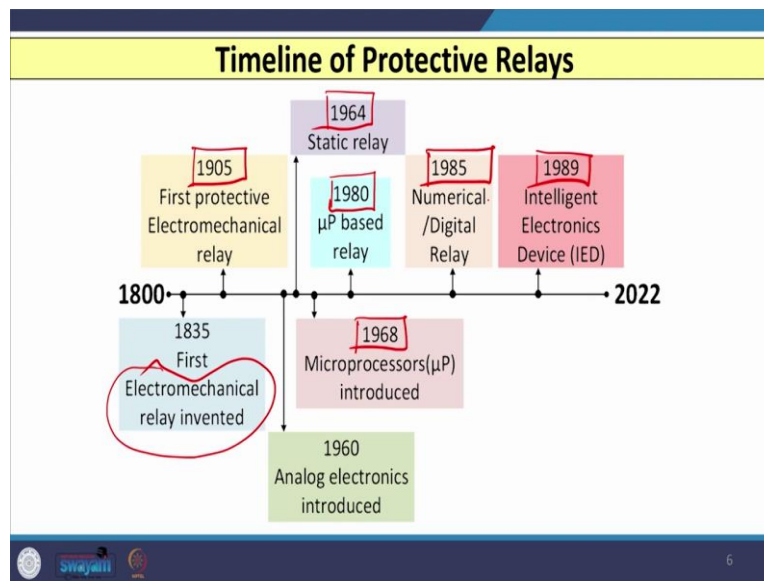 Timeline of Protective Relays
1964
Static relay
1905
First protective
Electromechanical
relay
1980
µP based
relay
1985
Numerical
/Digital
Relay
1989
Intelligent
Electronics
Device (IED)
1800
2022
1835
First
Electromechanical
relay invented
1968
Microprocessors(µP)
introduced
1960
Analog electronics
introduced
swayam
6